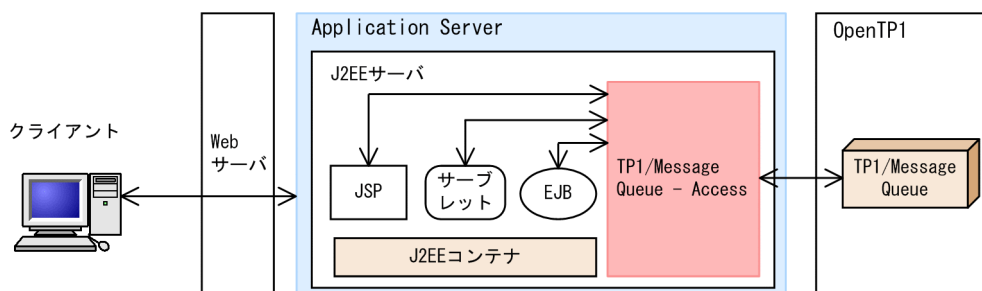 クライアント
Web
サーバ
Application Server
J2EEサーバ
JSP
サーブ
レット
EJB
J2EEコンテナ
TP1/Message
Queue - Access
OpenTP1
TP1/Message
Queue